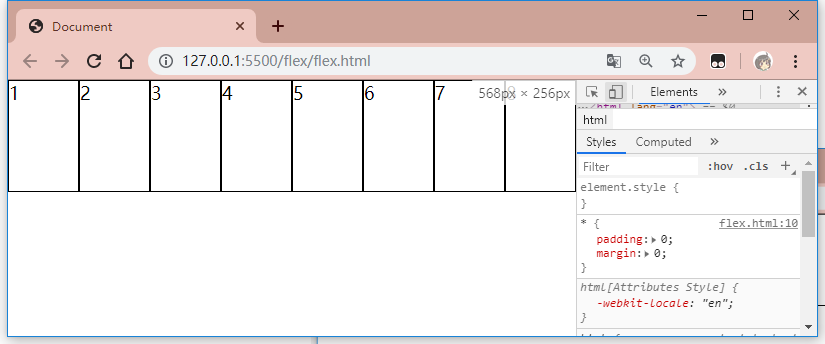 Document
127.0.0.1:5500/flex/flex.html
1 2 3 4 5 6 7 8
568px × 256px
Elements »
html
Styles Computed »
Filter :hov .cls +
element.style {
}
* { flex.html:10
padding: 0;
margin: 0;
}
html[Attributes Style] {
-webkit-locale: "en";
}